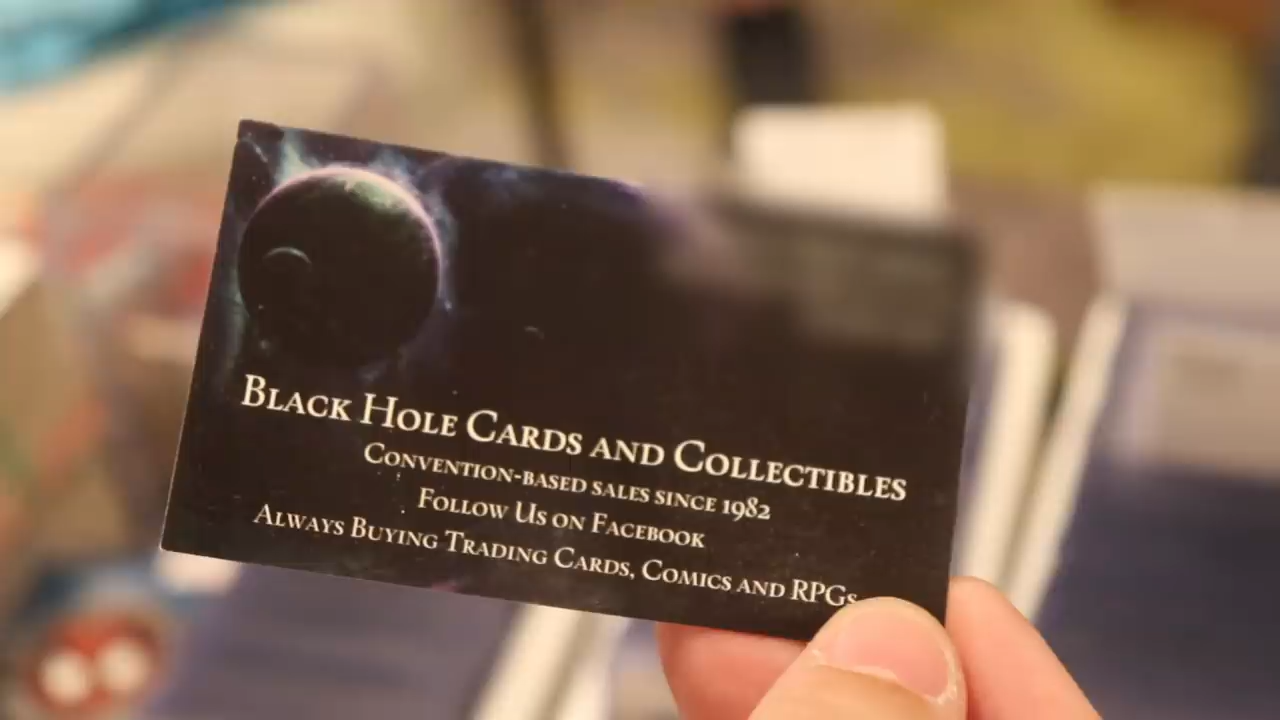 Black Hole Cards and Collectibles
Convention-based sales since 1982
Follow Us on Facebook
Always Buying Trading Cards, Comics and RPGs